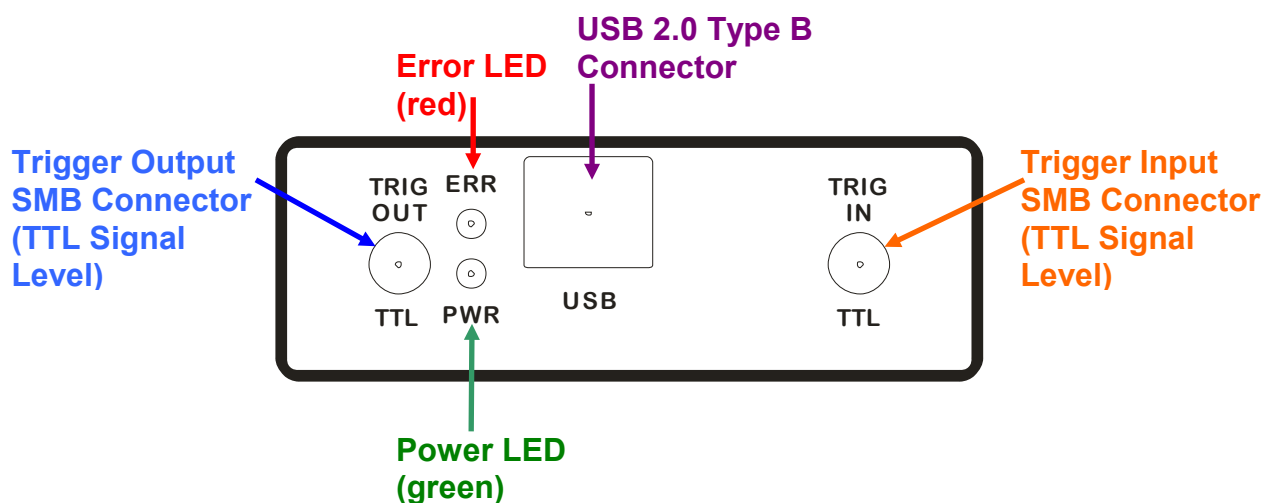 USB 2.0 Type B
Connector
Error LED
(red)
Trigger Output
SMB Connector
(TTL Signal
Level)
Trigger Input
SMB Connector
(TTL Signal
Level)
TRIG
OUT
TTL
ERR
PWR
USB
TRIG
IN
TTL
Power LED
(green)